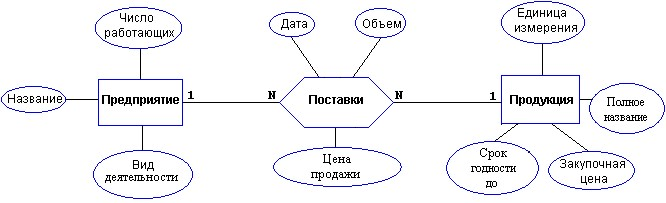 Число
работающих
Дата
Объем
Единица
измерения
Название
Предприятие
1
N
Поставки
N
1
Продукция
Полное
название
Вид
деятельности
Цена
продажи
Срок
годности
до
Закупочная
цена